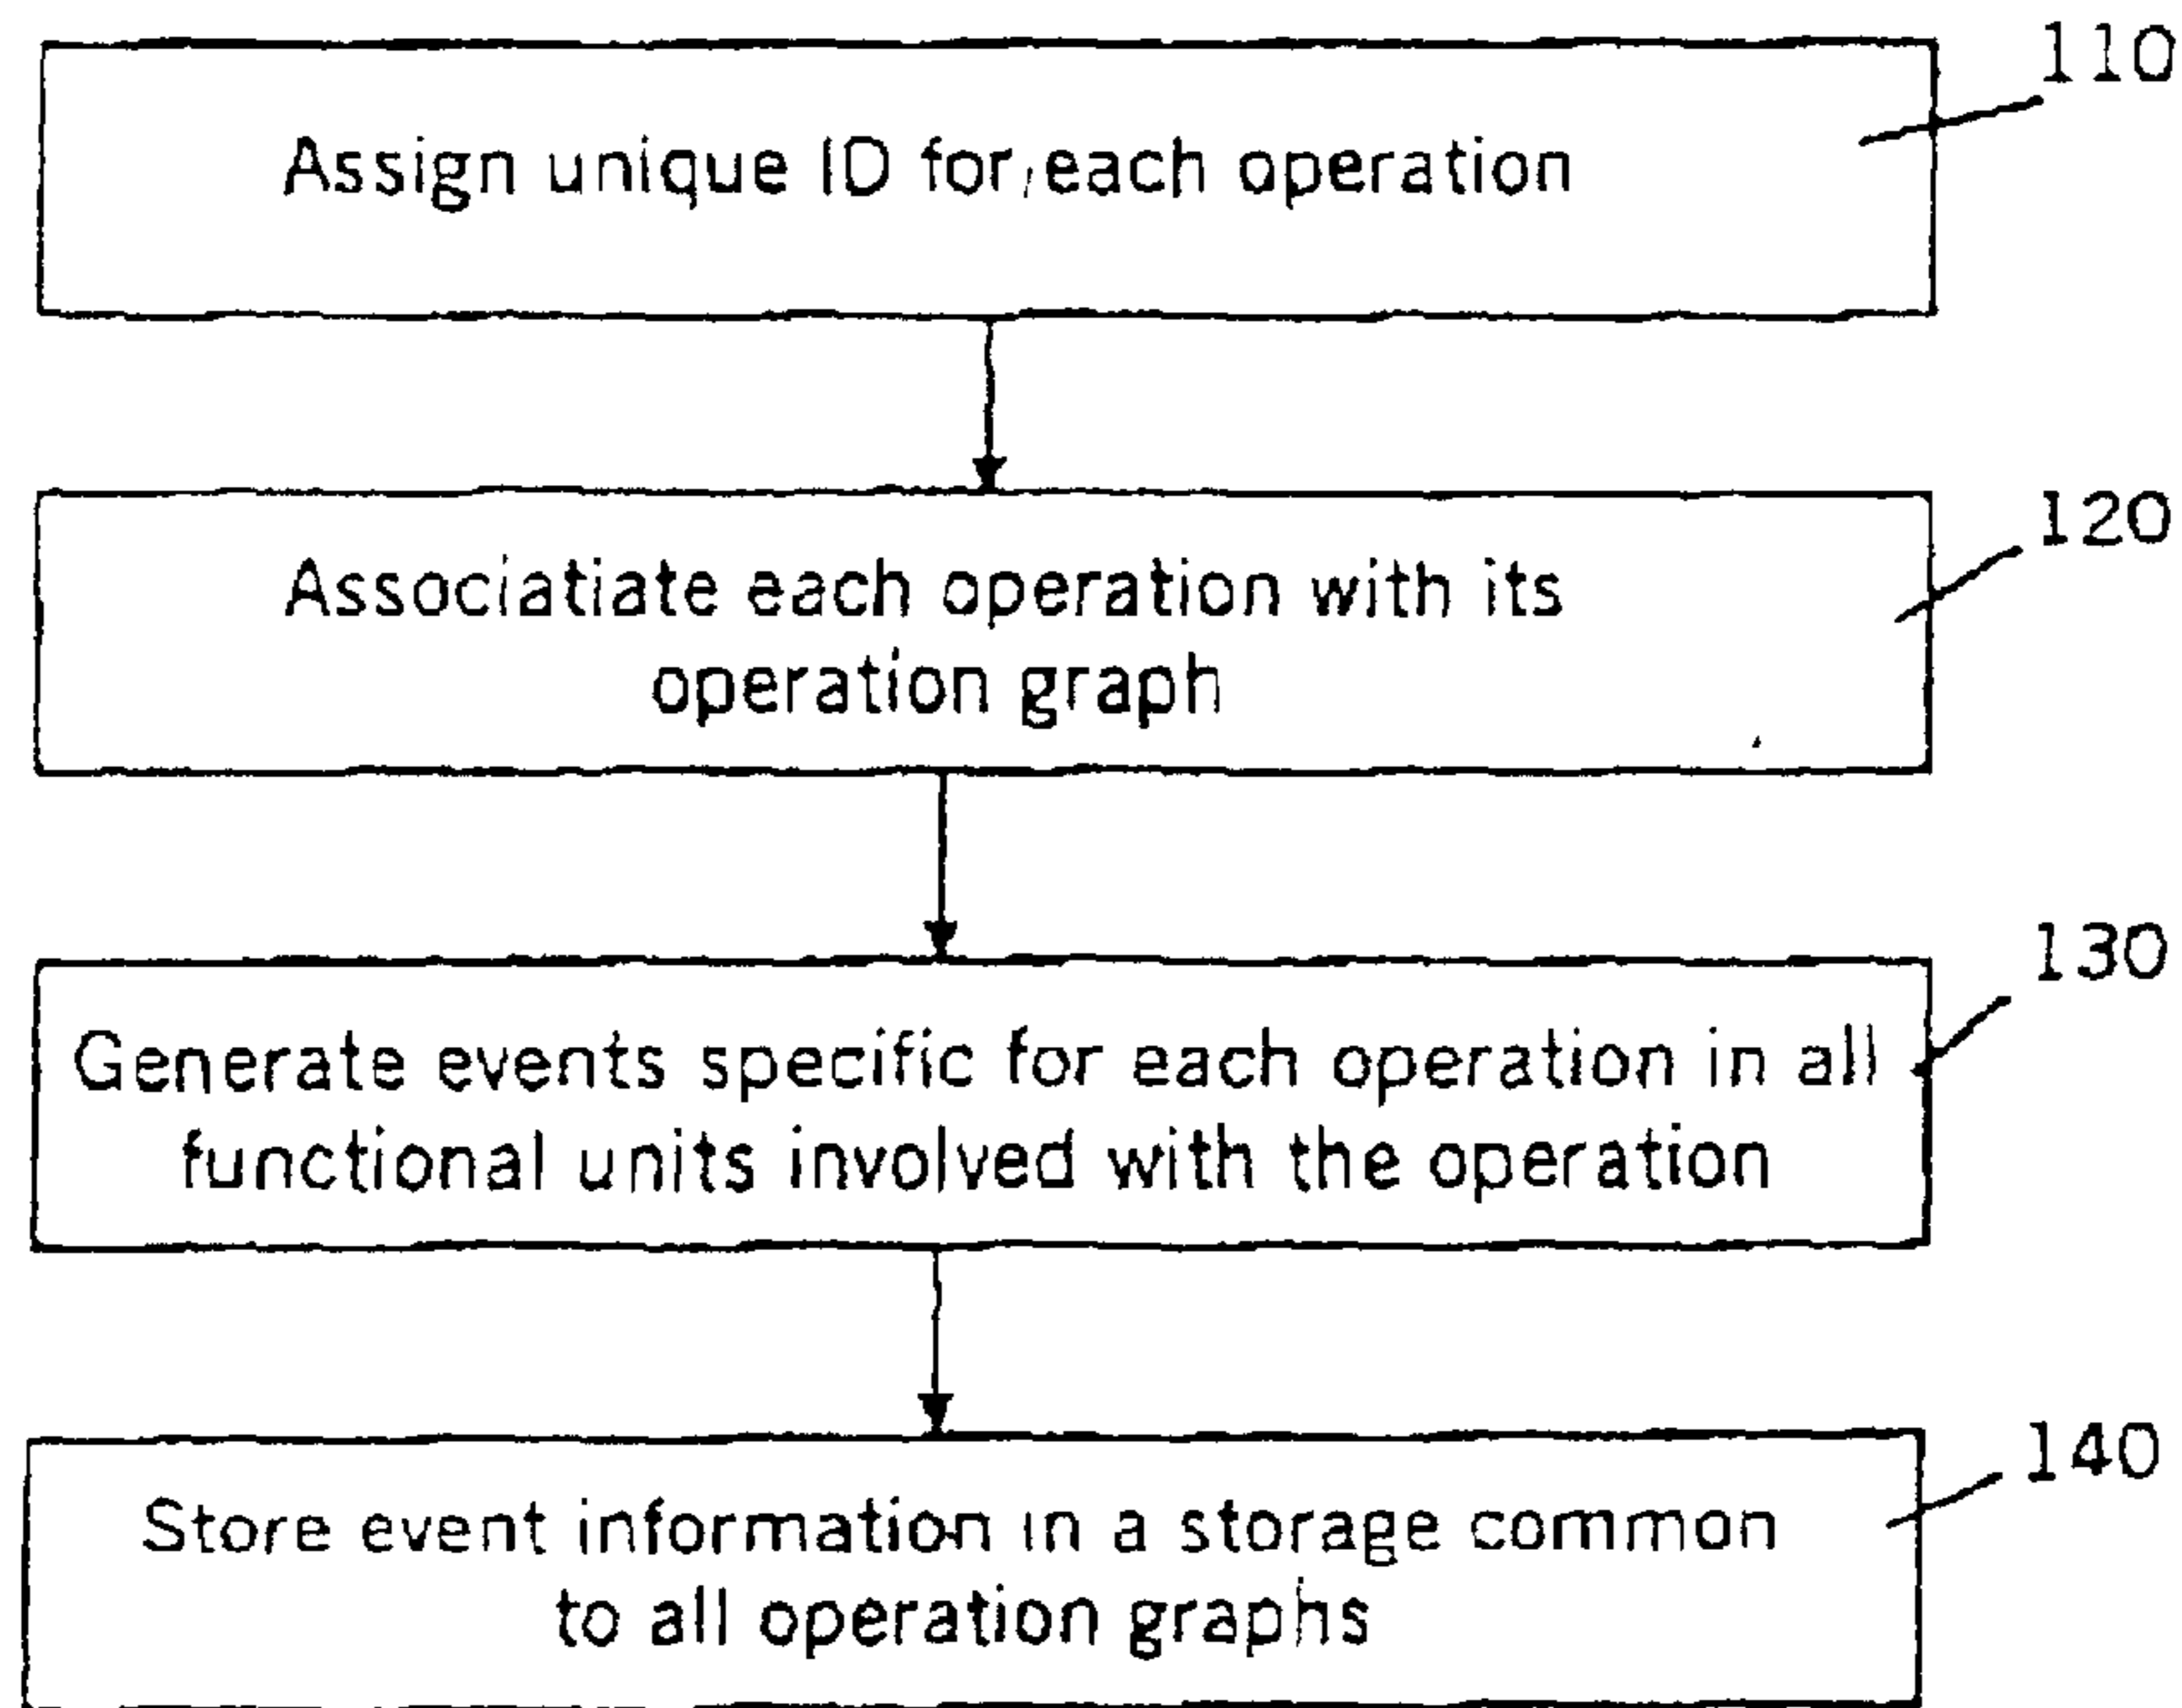 110
Assign unique ID for each operation
120
Associatiate each operation with its
operation graph
130
Generate events specific for each operation in all
functional units involved with the operation
140
Store event information in a storage common
to all operation graphs